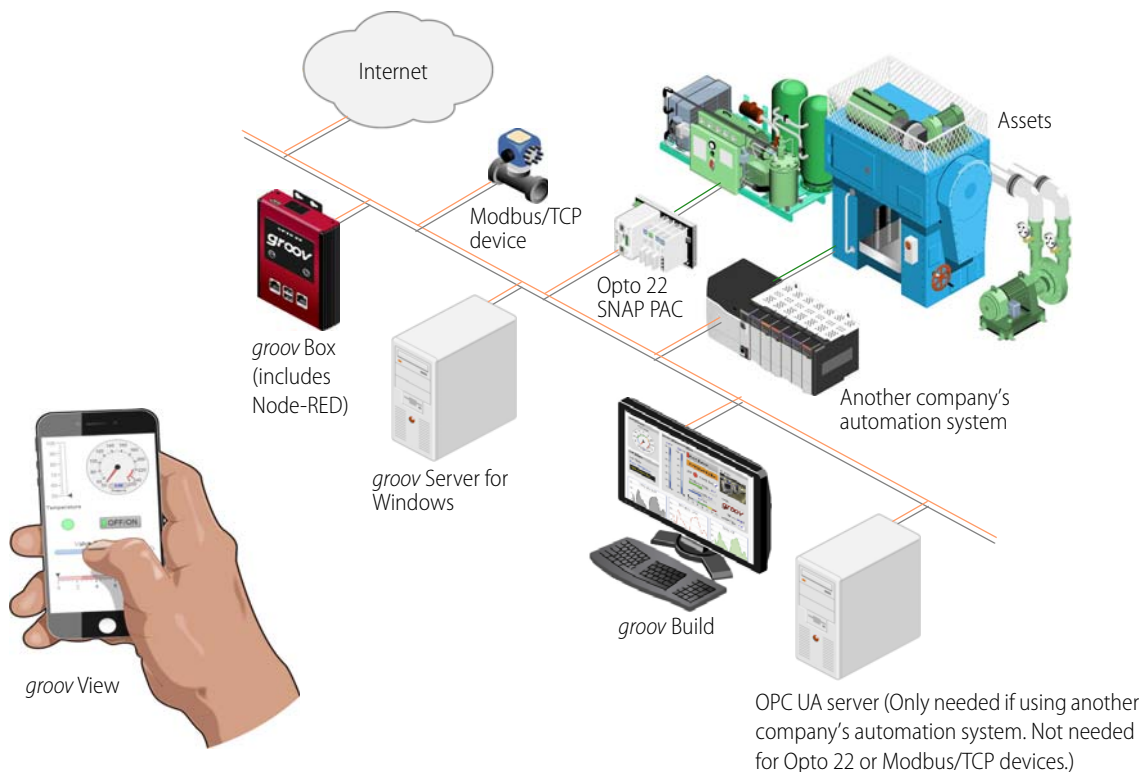 Internet
Assets
Modbus/TCP
device
groov
Opto 22
SNAP PAC
groov Box
(includes
Node-RED)
Another company's
automation system
groov Server for
Windows
Temperature
OFF/ON
groov Build
groov View
OPC UA server (Only needed if using another
company's automation system. Not needed
for Opto 22 or Modbus/TCP devices.)